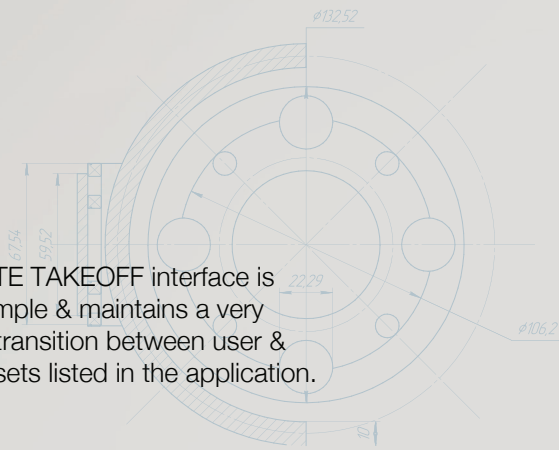 ø132,52
67,54
59,52
22,29
ø106,2
TE TAKEOFF interface is
mple & maintains a very
transition between user &
sets listed in the application.
10